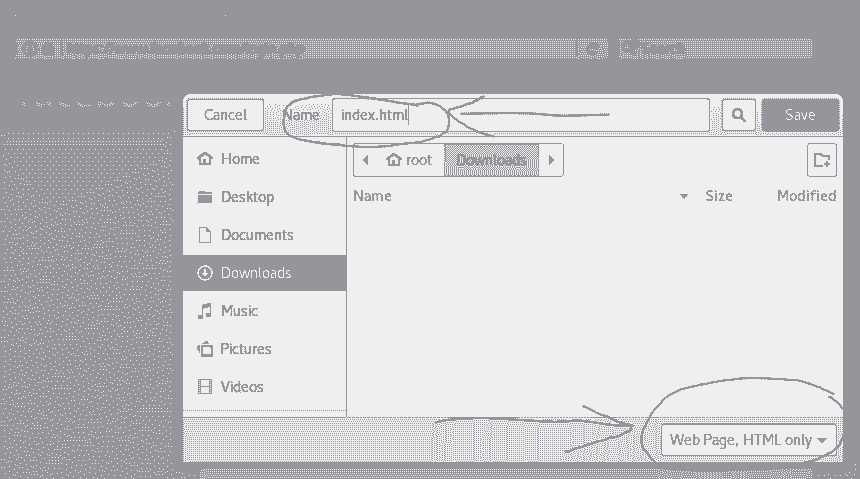 Cancel Name index.html Save
Home
Desktop
Documents
Downloads
Music
Pictures
Videos
root Downloads
Name Size Modified
Web Page, HTML only